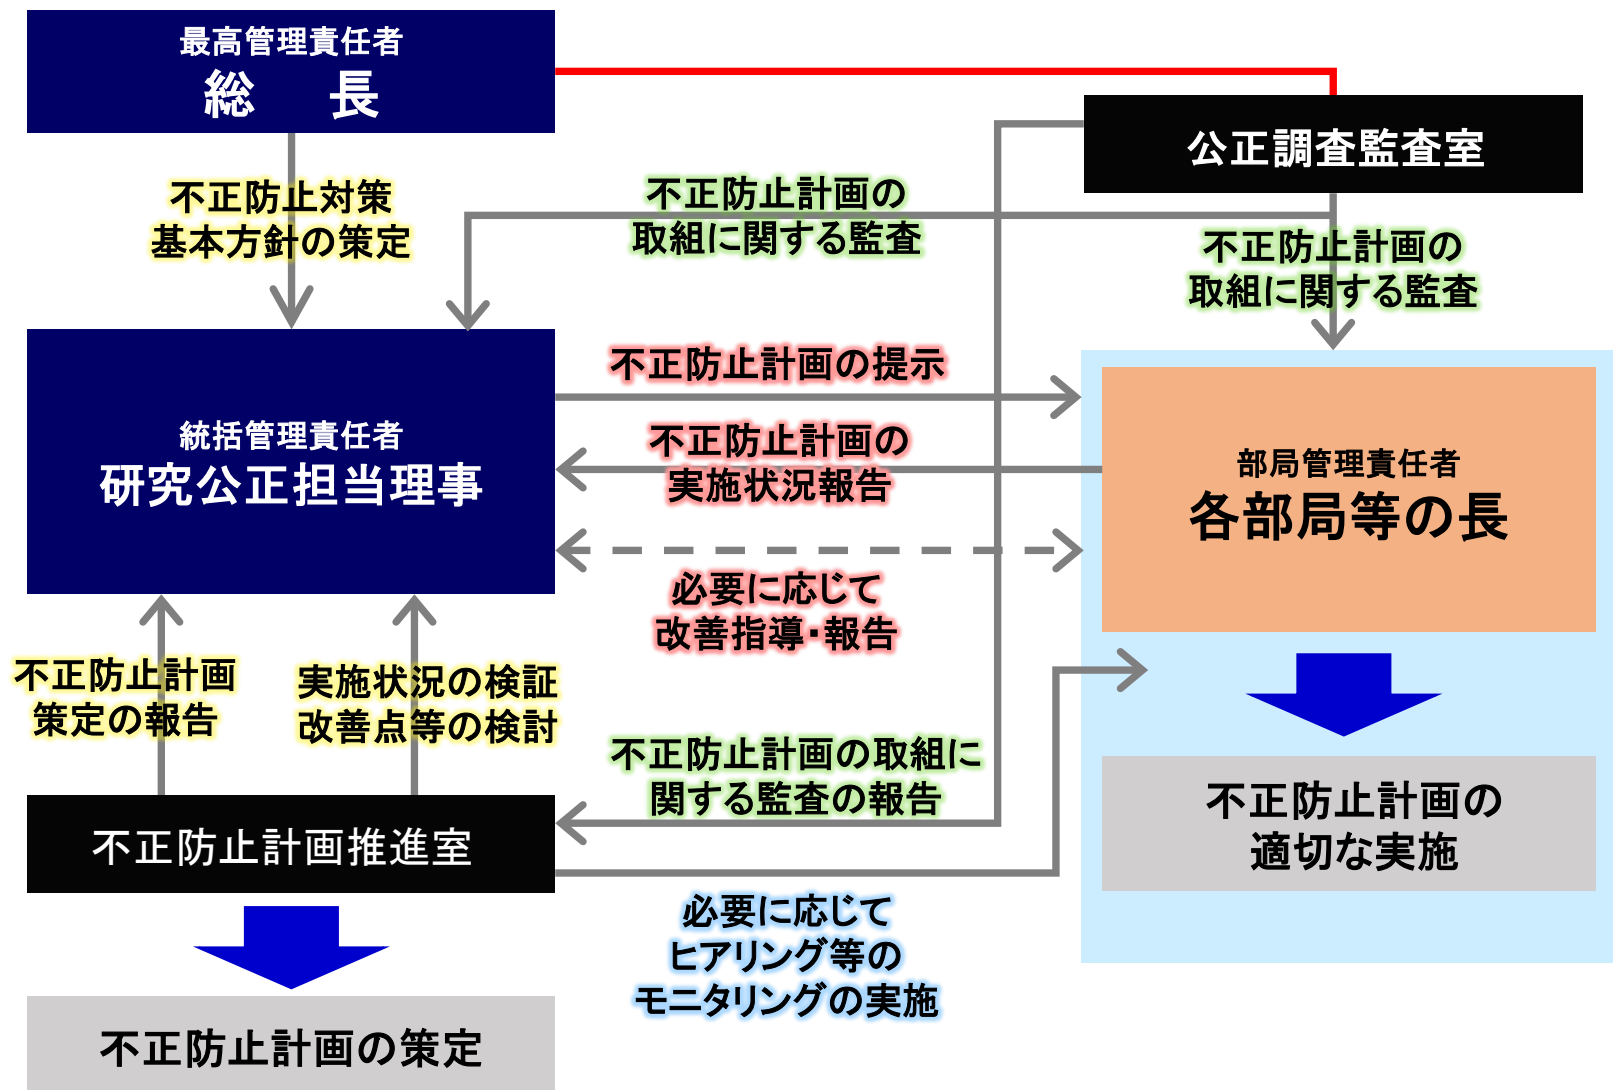 最高管理責任者
総　長
公正調査監査室
不正防止対策
基本方針の策定
不正防止計画の
取組に関する監査
不正防止計画の
取組に関する監査
統括管理責任者
研究公正担当理事
不正防止計画の提示
不正防止計画の
実施状況報告
必要に応じて
改善指導・報告
部局管理責任者
各部局等の長
不正防止計画
策定の報告
実施状況の検証
改善点等の検討
不正防止計画の取組に
関する監査の報告
不正防止計画の
適切な実施
不正防止計画推進室
必要に応じて
ヒアリング等の
モニタリングの実施
不正防止計画の策定